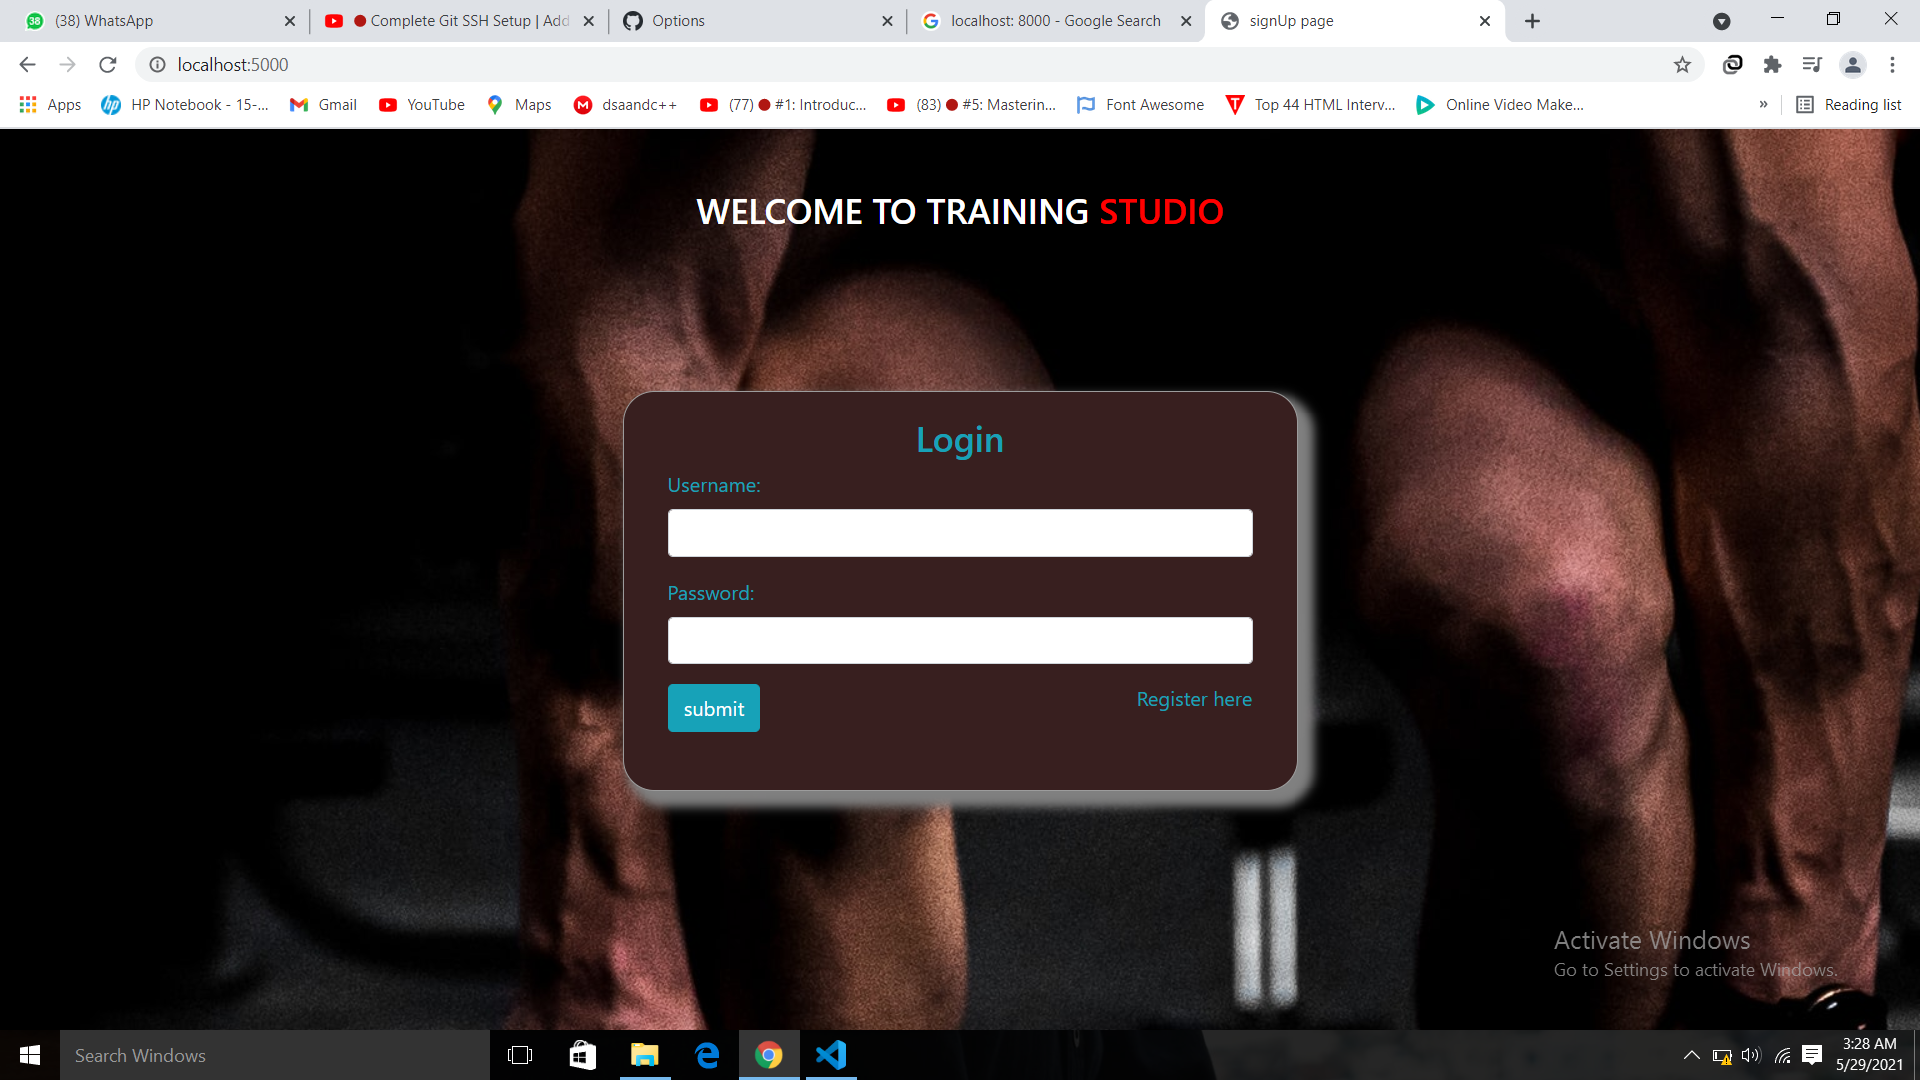 38 (38) WhatsApp
Complete Git SSH Setup | Add
Options
localhost: 8000 - Google Search
signUp page
localhost:5000
Apps
hp HP Notebook - 15-...
Gmail
YouTube
Maps
M dsaandc++
(77) #1: Introduc...
(83) #5: Masterin...
Font Awesome
T Top 44 HTML Interv...
Online Video Make...
»
Reading list
WELCOME TO TRAINING STUDIO
Login
Username:
Password:
submit
Register here
Activate Windows
Go to Settings to activate Windows.
Search Windows
3:28 AM
5/29/2021